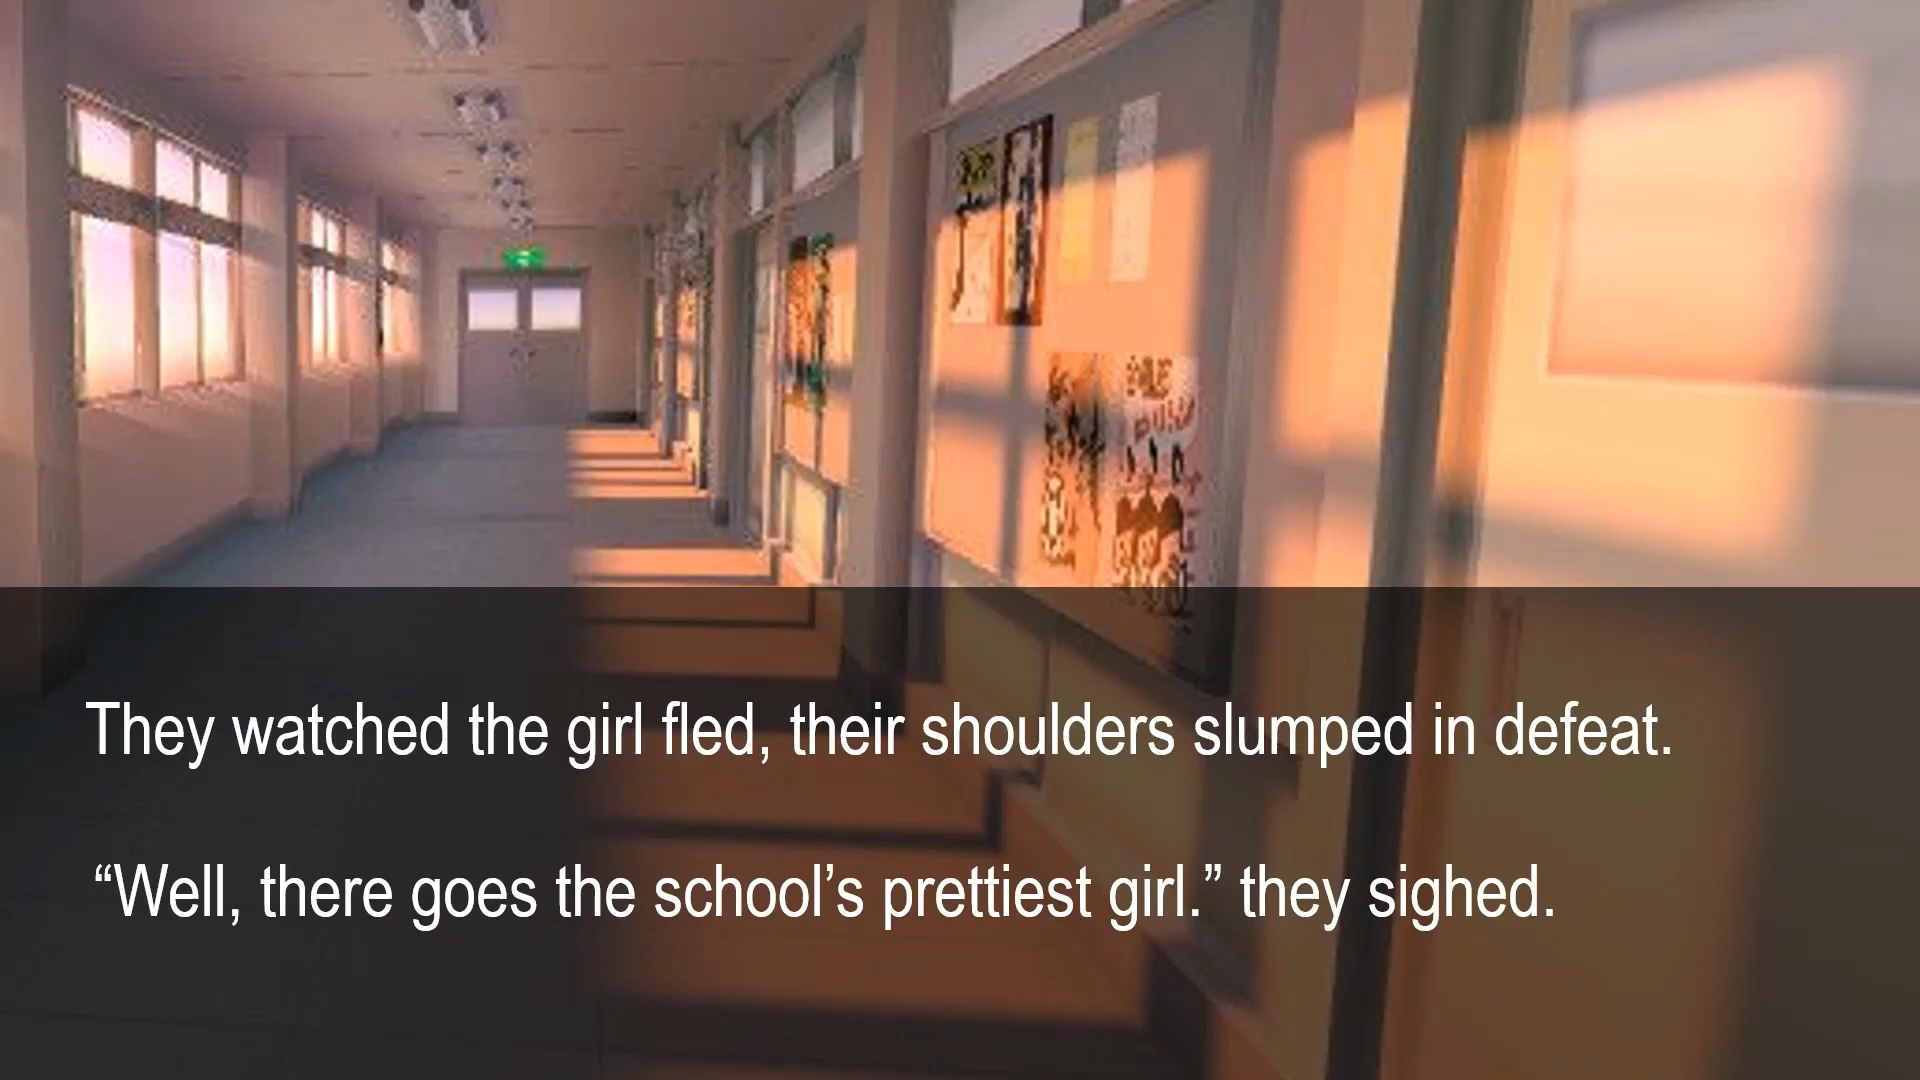 They watched the girl fled, their shoulders slumped in defeat.
“Well, there goes the school’s prettiest girl.” they sighed.